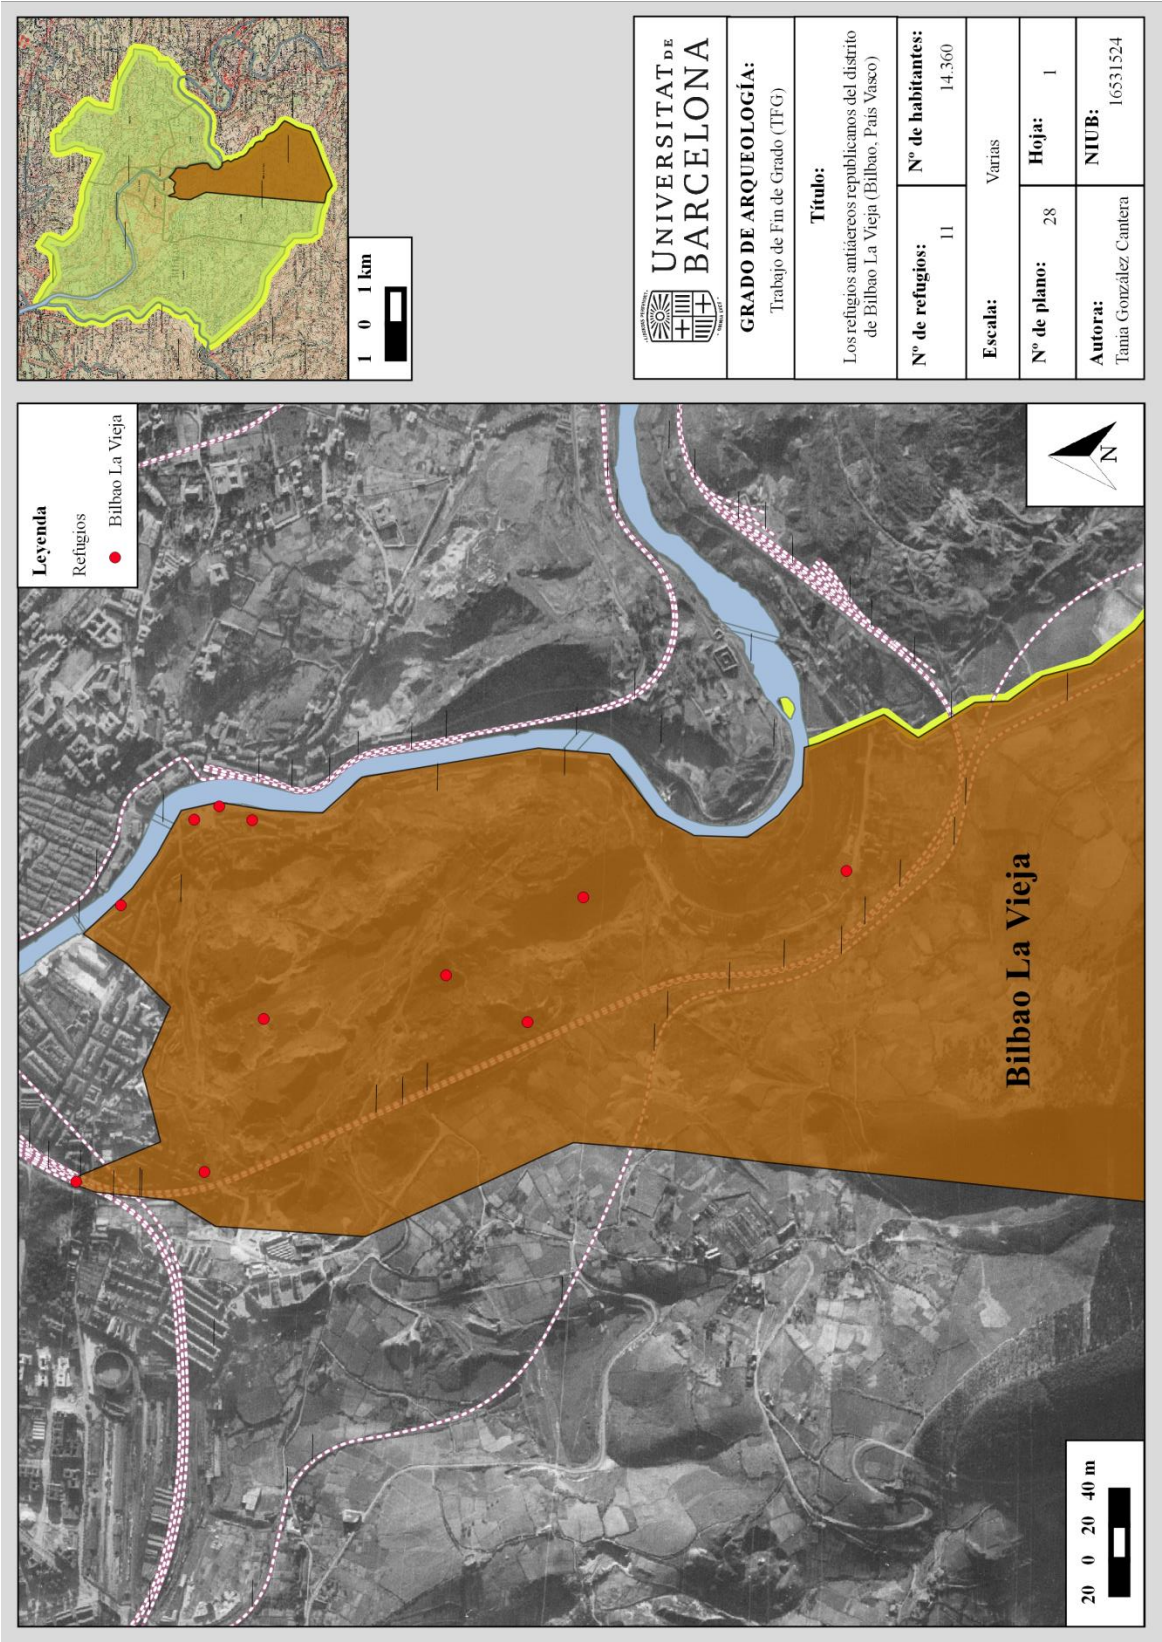 Leyenda
Refugios
Bilbao La Vieja
Bilbao La Vieja
20 0 20 40 m
N
1 0 1 km
UNIVERSITAT DE
BARCELONA
GRADO DE ARQUEOLOGÍA:
Trabajo de Fin de Grado (TFG)
Título:
Los refugios antiáereos republicanos del distrito
de Bilbao La Vieja (Bilbao, País Vasco)
Nº de refugios:
11
Nº de habitantes:
14.360
Escala:
Varias
Nº de plano:
28
Hoja:
1
Autora:
Tania González Cantera
NIUB:
16531524